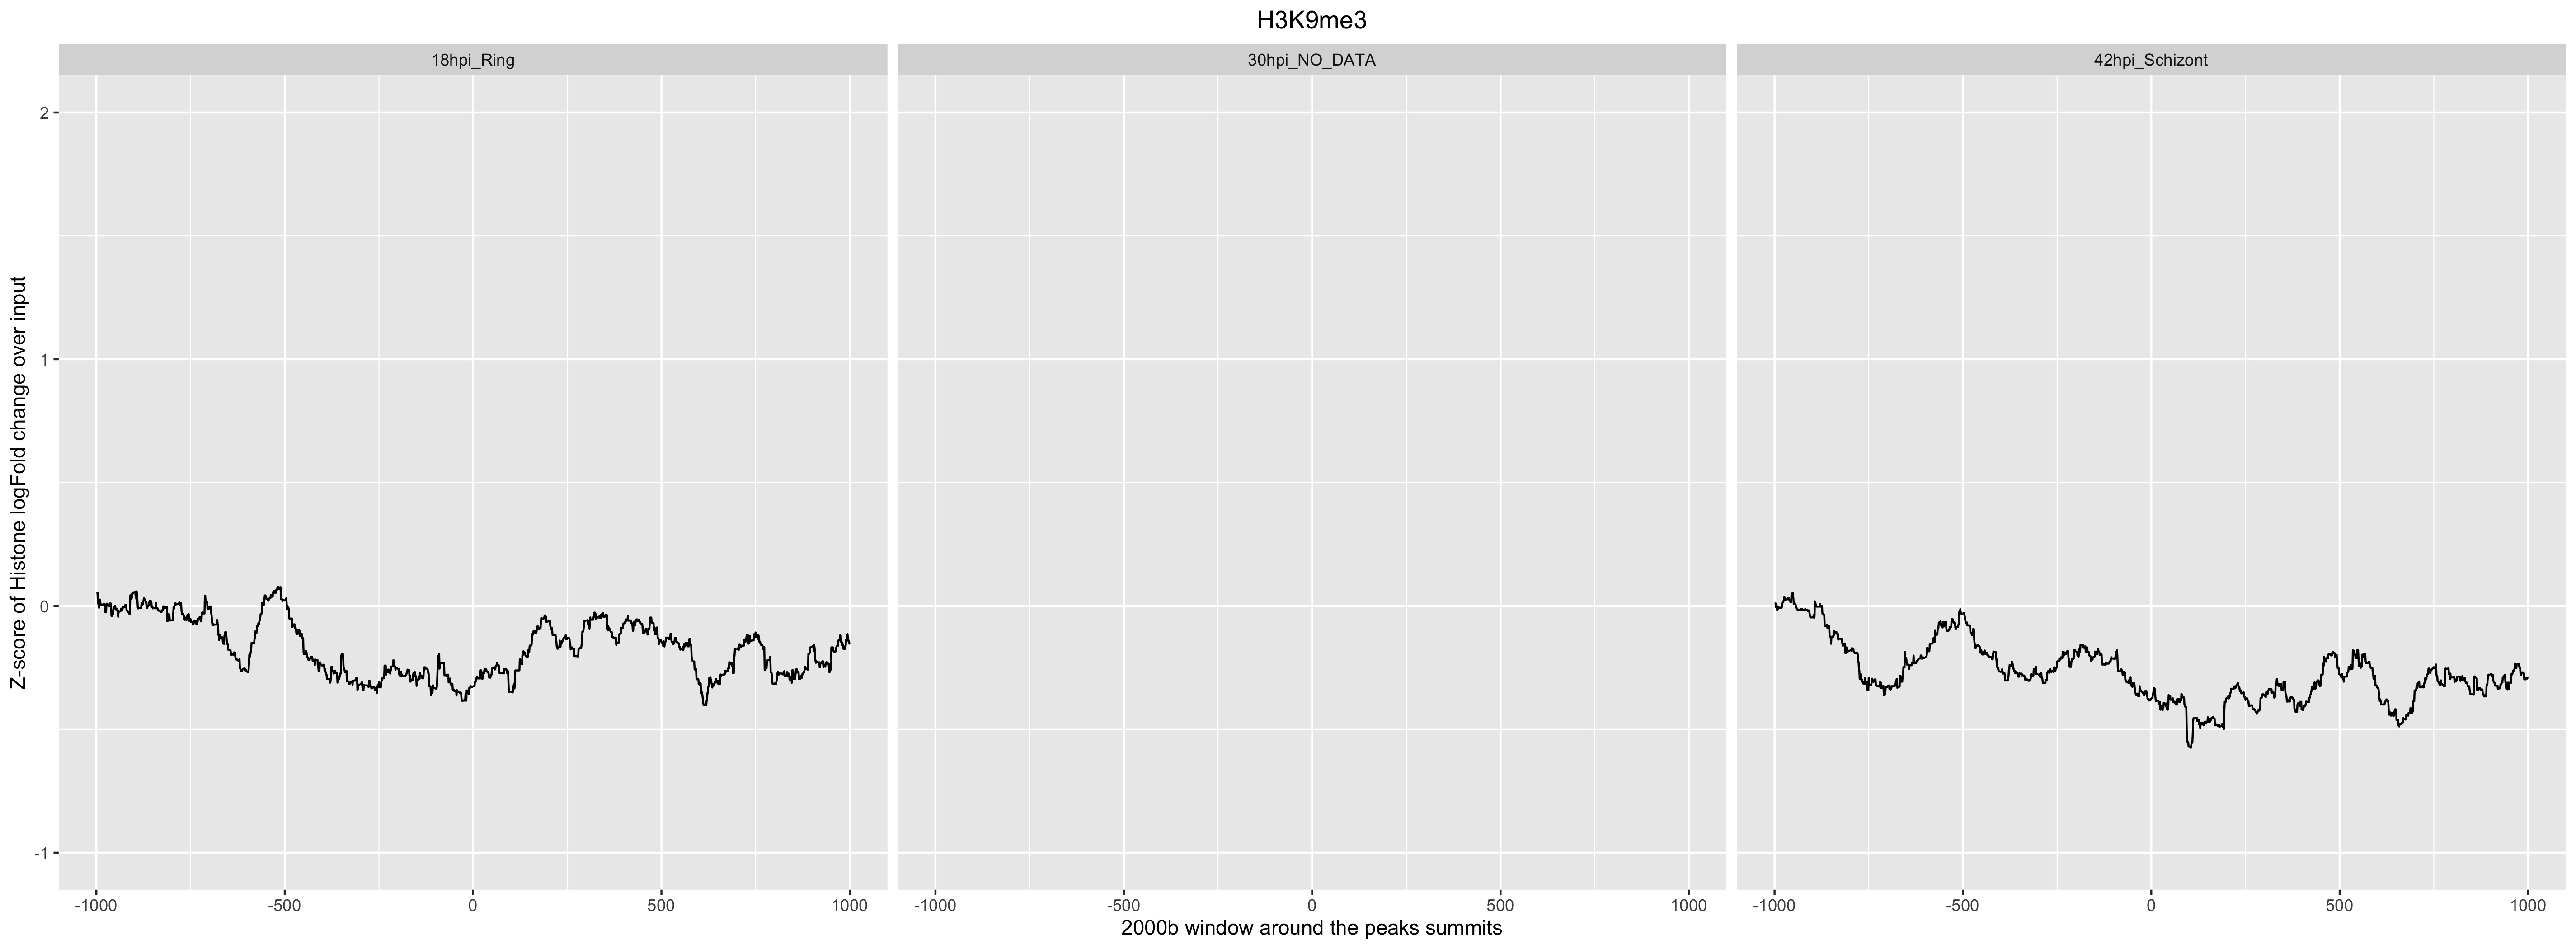 H3K9me3
18hpi_Ring
30hpi_NO_DATA
42hpi_Schizont
Z-score of Histone logFold change over input
2
1
0
-1
-1000 -500 0 500 1000
-1000 -500 0 500 1000
-1000 -500 0 500 1000
2000b window around the peaks summits